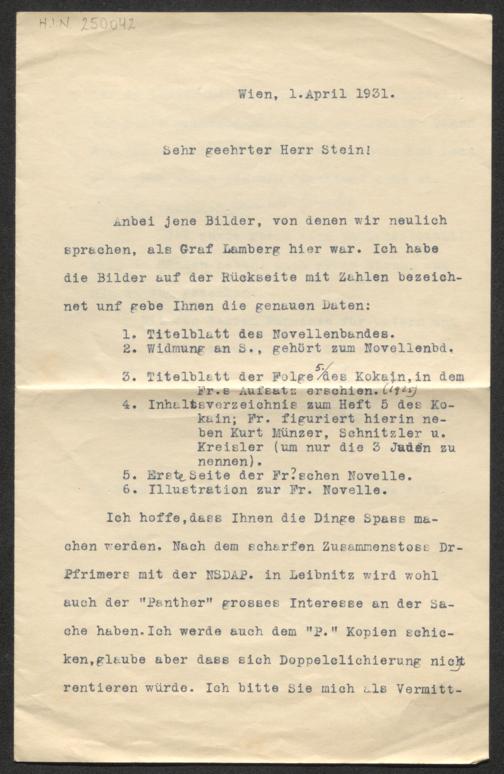 H.I.N. 250042
Wien, 1.April 1931.
Sehr geehrter Herr Stein!
Anbei jene Bilder, von denen wir neulich
sprachen, als Graf Lamberg hier war. Ich habe
die Bilder auf der Rückseite mit Zahlen bezeich-
net unf gebe Ihnen die genauen Daten:
1. Titelblatt des Novellenbandes.
2. Widmung an S., gehört zum Novellenbd.
3. Titelblatt der Folge 5./des Kokain,in dem
Fr.s Aufsatz erschien. (1925)
4. Inhaltsverzeichnis zum Heft 5 des Ko-
kain; Fr. figuriert hierin ne-
ben Kurt Münzer, Schnitzler u.
Kreisler (um nur die 3 Juden zu
nennen).
5. Erste Seite der Fr?schen Novelle.
6. Illustration zur Fr. Novelle.
Ich hoffe,dass Ihnen die Dinge Spass ma-
chen werden. Nach dem scharfen Zusammenstoss Dr-
Pfrimers mit der NSDAP. in Leibnitz wird wohl
auch der "Panther" grosses Interesse an der Sa-
che haben.Ich werde auch dem "P." Kopien schic-
ken,glaube aber dass sich Doppelclichierung nicht
rentieren würde. Ich bitte Sie mich als Vermitt-